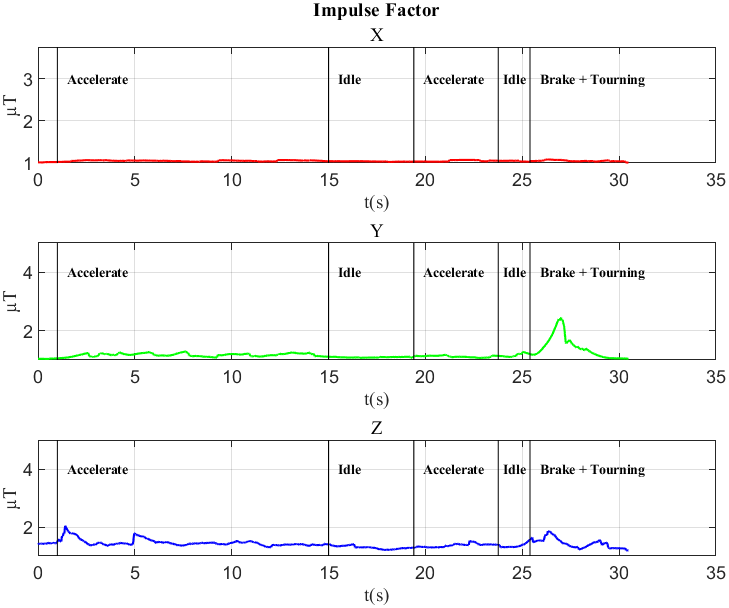 Impulse Factor
X
3
2
1
μT
Accelerate Idle Accelerate Idle Brake + Tourning
0 5 10 15 20 25 30 35
t(s)
Y
4
2
μT
Accelerate Idle Accelerate Idle Brake + Tourning
0 5 10 15 20 25 30 35
t(s)
Z
4
2
μT
Accelerate Idle Accelerate Idle Brake + Tourning
0 5 10 15 20 25 30 35
t(s)